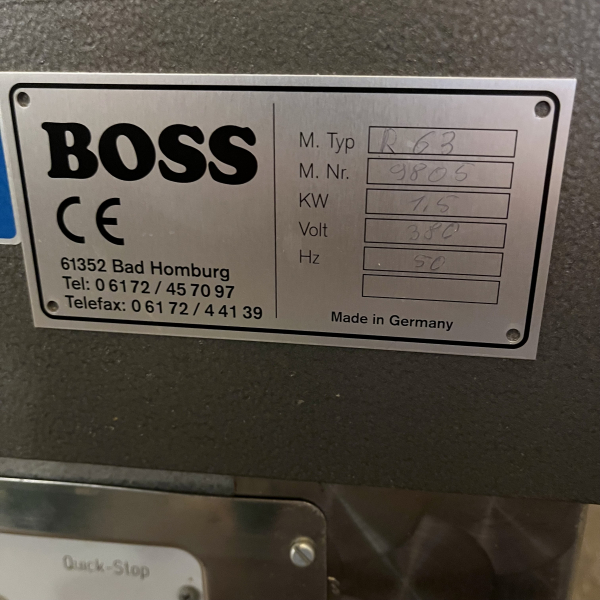 BOSS
CE
61352 Bad Homburg
Tel: 0 61 72 / 45 70 97
Telefax: 0 61 72 / 4 41 39
M. Typ R 63
M. Nr. 9805
KW 1,5
Volt 380
Hz 50
Made in Germany
Quick-Stop